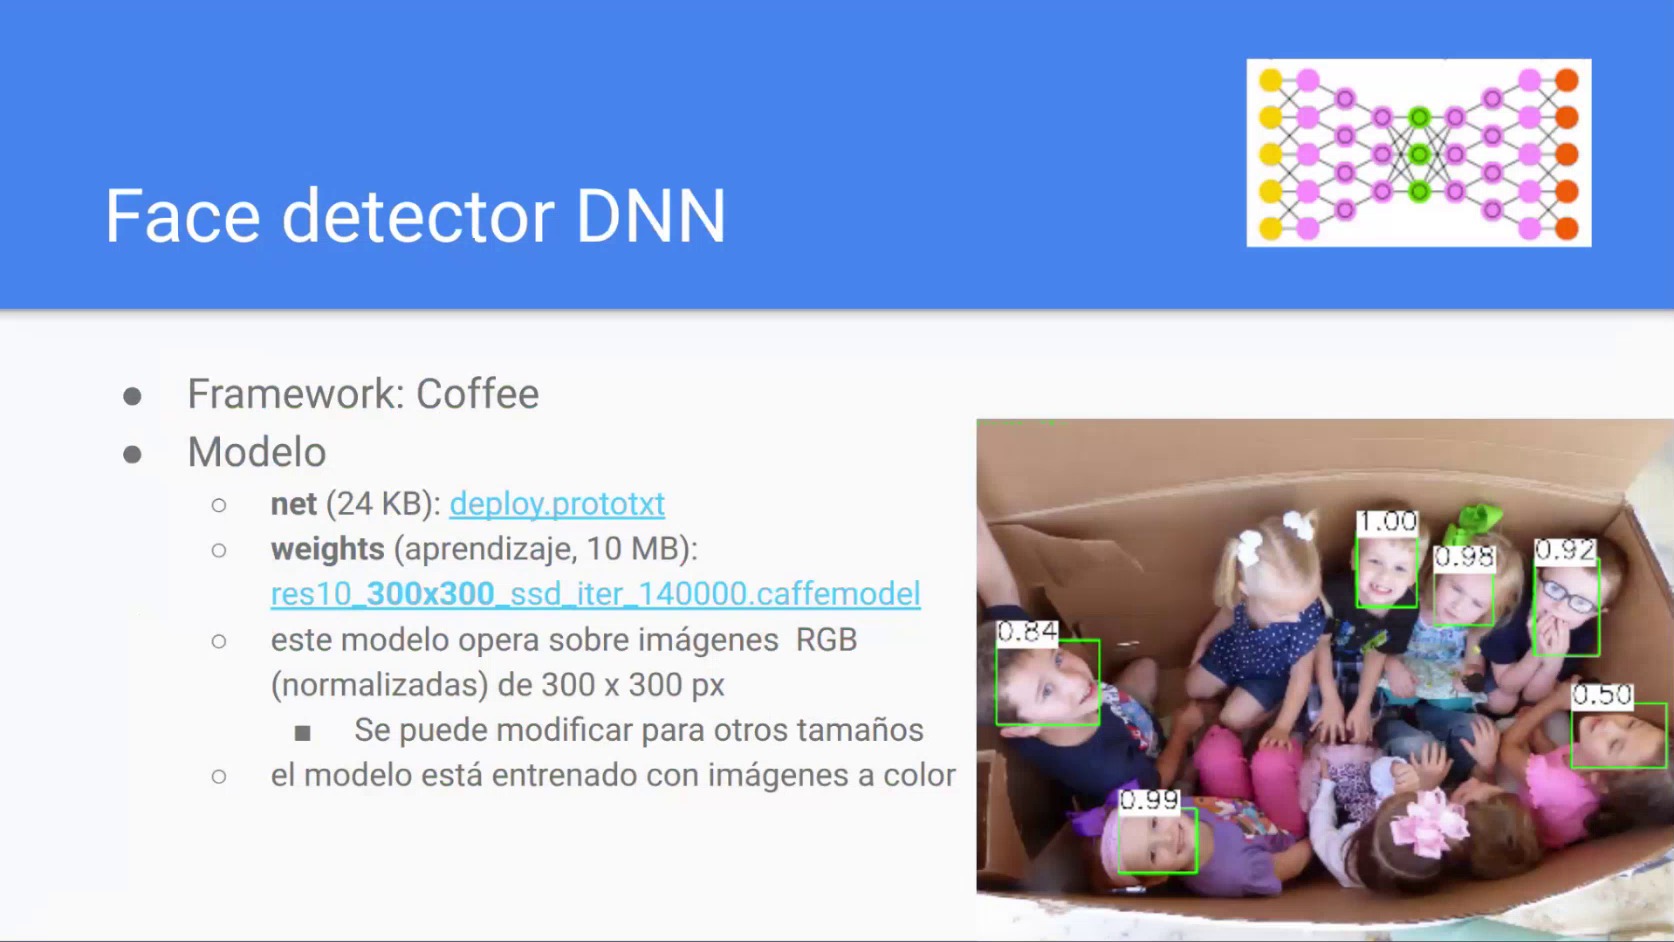 Face detector DNN
● Framework: Coffee
● Modelo
○ net (24 KB): deploy.prototxt
○ weights (aprendizaje, 10 MB):
res10_300x300_ssd_iter_140000.caffemodel
○ este modelo opera sobre imágenes RGB
(normalizadas) de 300 x 300 px
■ Se puede modificar para otros tamaños
○ el modelo está entrenado con imágenes a color
1.00
0.98
0.92
0.84
0.50
0.99